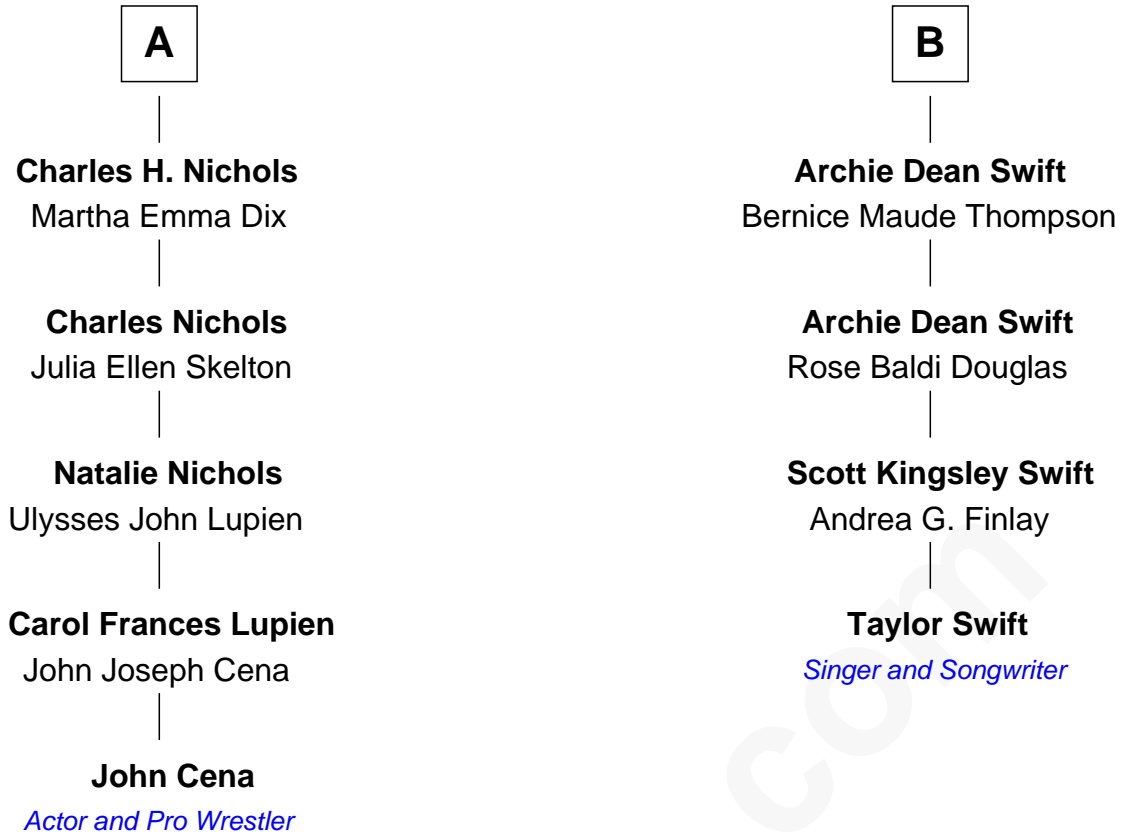 A
Charles H. Nichols
Martha Emma Dix
Charles Nichols
Julia Ellen Skelton
Natalie Nichols
Ulysses John Lupien
Carol Frances Lupien
John Joseph Cena
John Cena
Actor and Pro Wrestler
B
Archie Dean Swift
Bernice Maude Thompson
Archie Dean Swift
Rose Baldi Douglas
Scott Kingsley Swift
Andrea G. Finlay
Taylor Swift
Singer and Songwriter
com